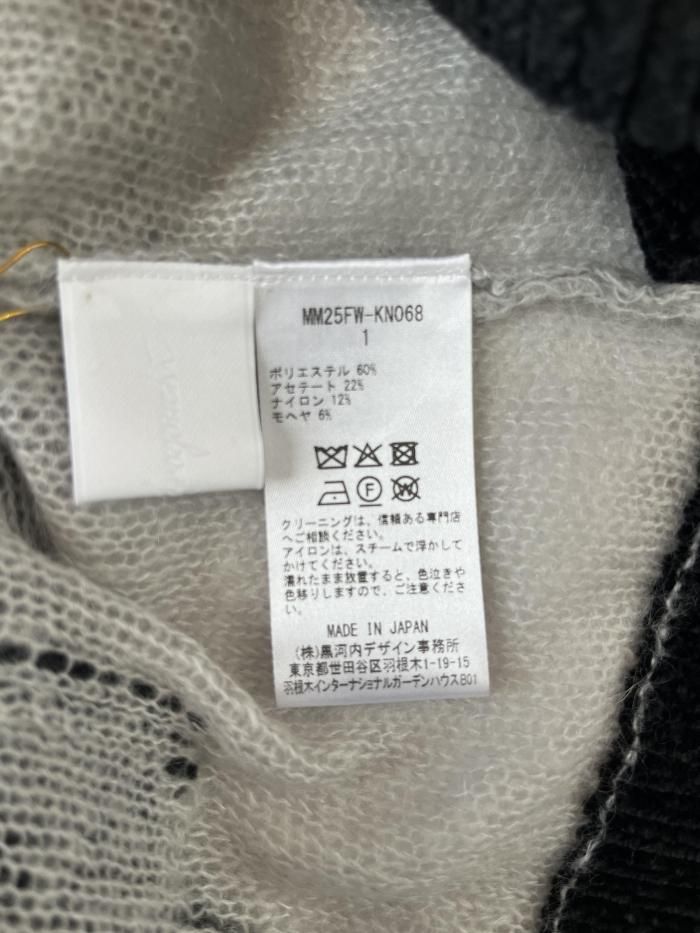 MM25FW-KN068
1
ポリエステル 60%
アセテート 22%
ナイロン 12%
モヘヤ 6%
F
W
クリーニングは、信頼ある専門店
へご相談ください。
アイロンは、スチームで浮かして
かけてください。
濡れたまま放置すると、色泣きや
色移りしますので、ご注意くださ
い。
MADE IN JAPAN
(株)黒河内デザイン事務所
東京都世田谷区羽根木1-19-15
羽根木インターナショナルガーデンハウスB01